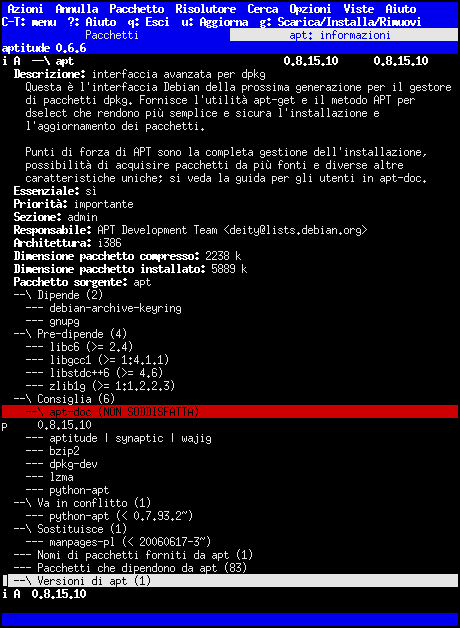 Azioni Annulla Pacchetto Risolutore Cerca Opzioni Viste Aiuto
C-T: menu ?: Aiuto q: Esci u: Aggiorna g: Scarica/Installa/Rimuovi
Pacchetti apt: informazioni
aptitude 0.6.6
i A --\ apt 0.8.15.10 0.8.15.10
Descrizione: interfaccia avanzata per dpkg
Questa è l'interfaccia Debian della prossima generazione per il gestore
di pacchetti dpkg. Fornisce l'utilità apt-get e il metodo APT per
dselect che rendono più semplice e sicura l'installazione e
l'aggiornamento dei pacchetti.
Punti di forza di APT sono la completa gestione dell'installazione,
possibilità di acquisire pacchetti da più fonti e diverse altre
caratteristiche uniche; si veda la guida per gli utenti in apt-doc.
Essenziale: sì
Priorità: importante
Sezione: admin
Responsabile: APT Development Team <deity@lists.debian.org>
Architettura: i386
Dimensione pacchetto compresso: 2238 k
Dimensione pacchetto installato: 5889 k
Pacchetto sorgente: apt
--\ Dipende (2)
--- debian-archive-keyring
--- gnupg
--\ Pre-dipende (4)
--- libc6 (>= 2.4)
--- libgcc1 (>= 1:4.1.1)
--- libstdc++6 (>= 4.6)
--- zlib1g (>= 1:1.2.2.3)
--\ Consiglia (6)
--\ apt-doc (NON SODDISFATTA)
p 0.8.15.10
--- aptitude | synaptic | wajig
--- bzip2
--- dpkg-dev
--- lzma
--- python-apt
--\ Va in conflitto (1)
--- python-apt (< 0.7.93.2~)
--\ Sostituisce (1)
--- manpages-pl (< 20060617-3~)
--- Nomi di pacchetti forniti da apt (1)
--- Pacchetti che dipendono da apt (83)
--\ Versioni di apt (1)
i A 0.8.15.10